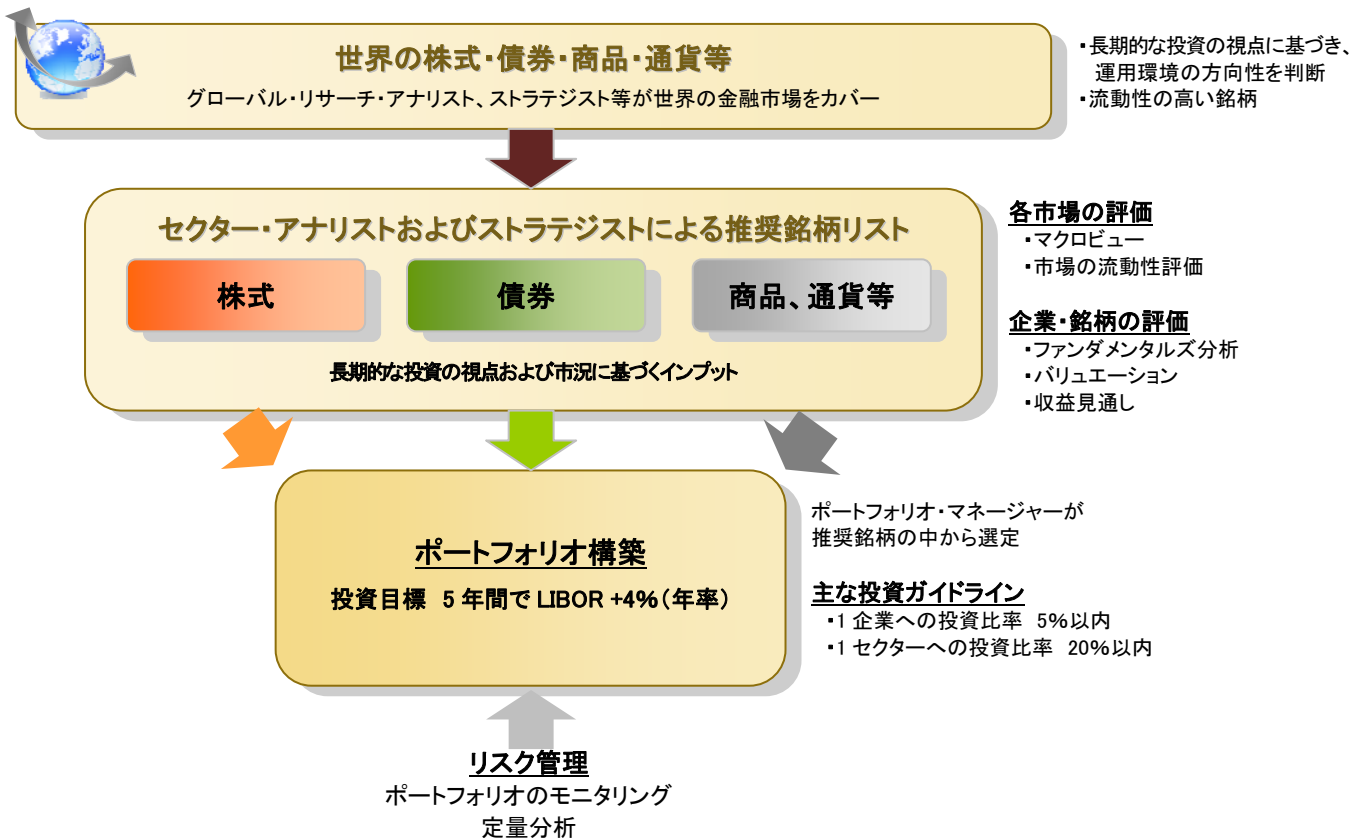 世界の株式・債券・商品・通貨等
グローバル・リサーチ・アナリスト、ストラテジスト等が世界の金融市場をカバー
・長期的な投資の視点に基づき、
運用環境の方向性を判断
・流動性の高い銘柄
セクター・アナリストおよびストラテジストによる推奨銘柄リスト
株式
債券
商品、通貨等
長期的な投資の視点および市況に基づくインプット
各市場の評価
・マクロビュー
・市場の流動性評価
企業・銘柄の評価
・ファンダメンタルズ分析
・バリュエーション
・収益見通し
ポートフォリオ構築
投資目標 5 年間で LIBOR +4%(年率)
ポートフォリオ・マネージャーが
推奨銘柄の中から選定
主な投資ガイドライン
・1 企業への投資比率 5%以内
・1 セクターへの投資比率 20%以内
リスク管理
ポートフォリオのモニタリング
定量分析